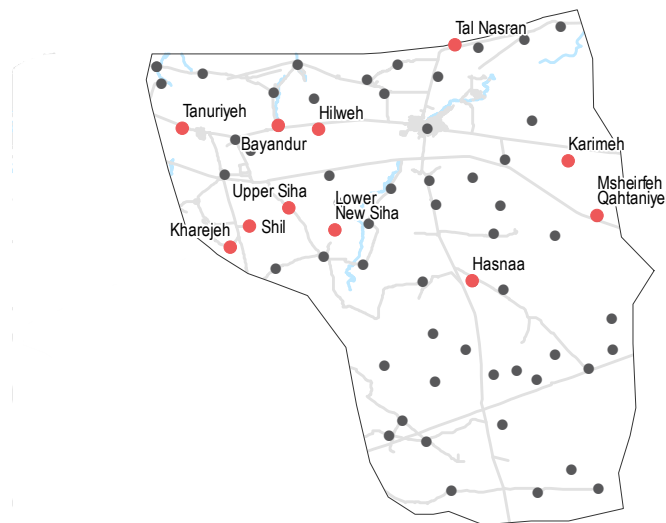 Tal Nasran
Tanuriyeh
Hilweh
Bayandur
Karimeh
Msheirfeh
Qahtaniye
Upper Siha
Lower
New Siha
Kharejeh
Shil
Hasnaa